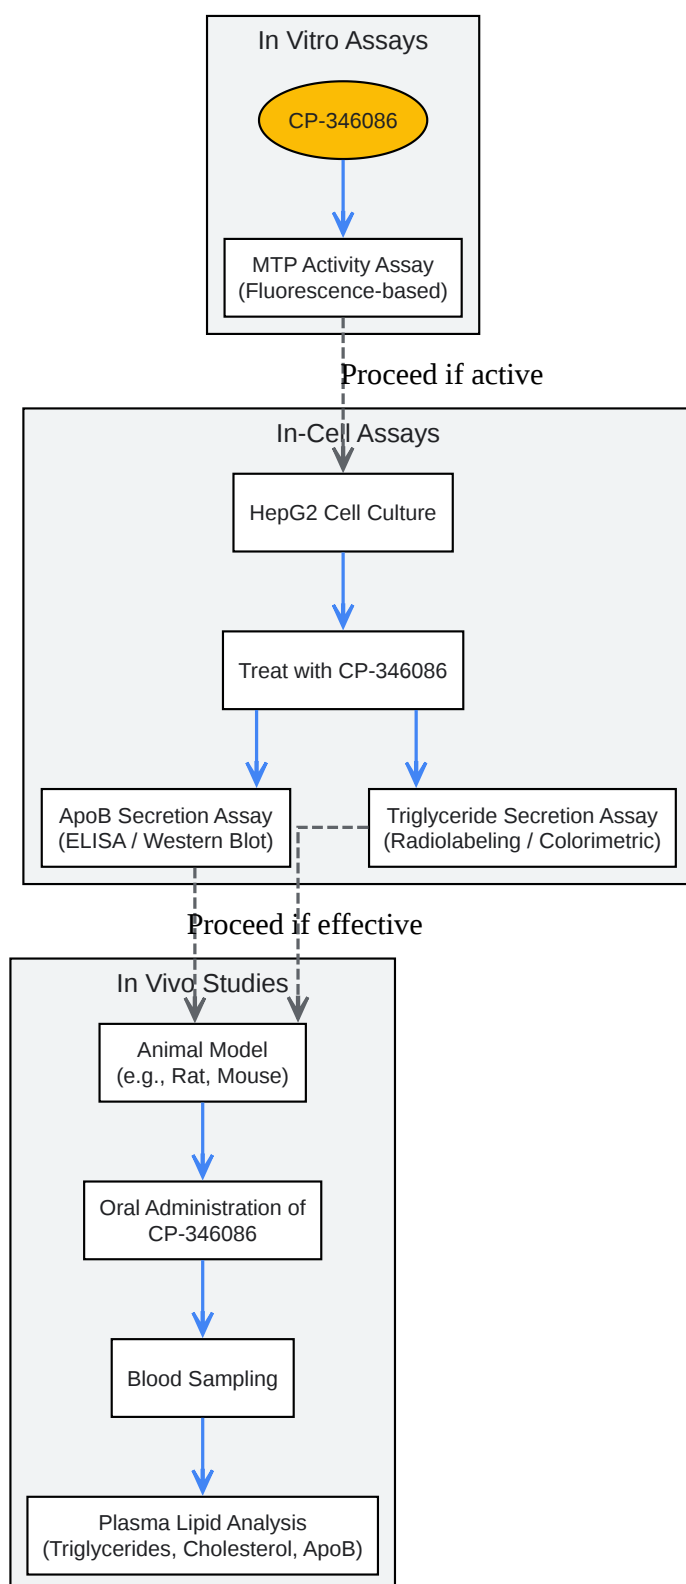 In Vitro Assays
CP-346086
MTP Activity Assay
(Fluorescence-based)
Proceed if active
In-Cell Assays
HepG2 Cell Culture
Treat with CP-346086
ApoB Secretion Assay
(ELISA / Western Blot)
Triglyceride Secretion Assay
(Radiolabeling / Colorimetric)
Proceed if effective
In Vivo Studies
Animal Model
(e.g., Rat, Mouse)
Oral Administration of
CP-346086
Blood Sampling
Plasma Lipid Analysis
(Triglycerides, Cholesterol, ApoB)